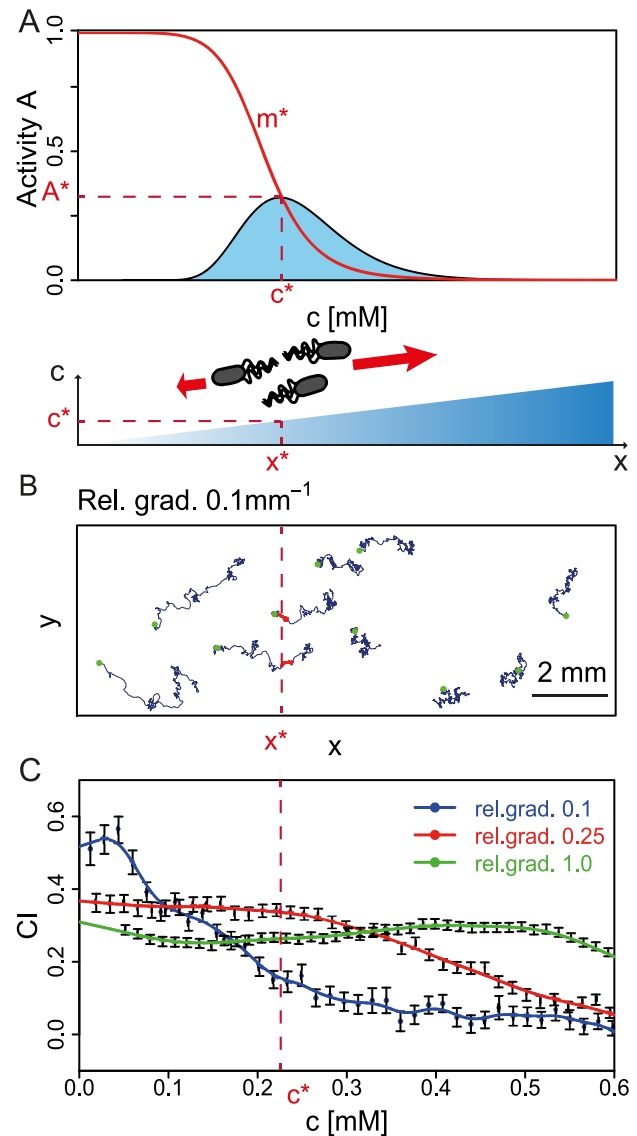 A
1.0
0.5
0.0
Activity A
A*
m*
c*
c [mM]
c
c*
x*
x
B
Rel. grad. 0.1mm⁻¹
y
2 mm
x*
x
C
0.6
0.4
0.2
0.0
CI
rel.grad. 0.1
rel.grad. 0.25
rel.grad. 1.0
0.0 0.1 0.2 0.3 0.4 0.5 0.6
c*
c [mM]